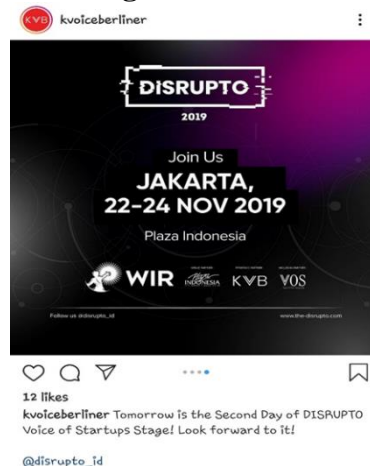 KVB kvoiceberliner
DISRUPTO
2019
Join Us
JAKARTA,
22-24 NOV 2019
Plaza Indonesia
WIR
INDONESIA
KVB
VOS
Follow us @disrupto_id
www.the-disrupto.com
12 likes
kvoiceberliner Tomorrow is the Second Day of DISRUPTO
Voice of Startups Stage! Look forward to it!
@disrupto_id